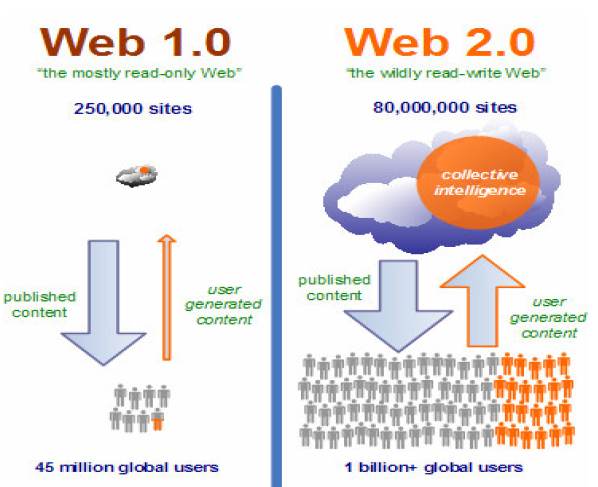 Web 1.0
"the mostly read-only Web"
250,000 sites
published
content
user
generated
content
45 million global users
Web 2.0
"the wildly read-write Web"
80,000,000 sites
collective
intelligence
published
content
user
generated
content
1 billion+ global users